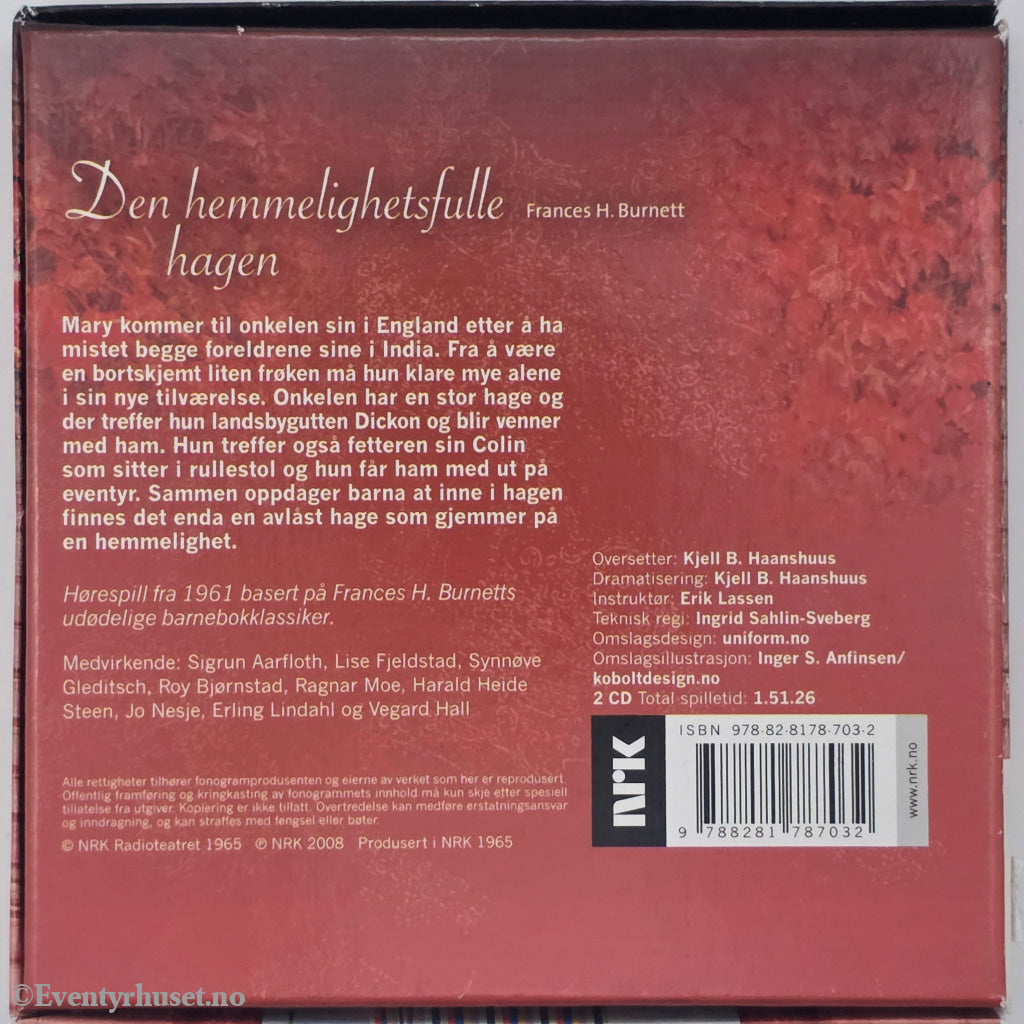 Den hemmelighetsfulle
hagen
Frances H. Burnett
Mary kommer til onkelen sin i England etter å ha
mistet begge foreldrene sine i India. Fra å være
en bortskjemt liten frøken må hun klare mye alene
i sin nye tilværelse. Onkelen har en stor hage og
der treffer hun landsbygutten Dickon og blir venner
med ham. Hun treffer også fetteren sin Colin
som sitter i rullestol og hun får ham med ut på
eventyr. Sammen oppdager barna at inne i hagen
finnes det enda en avlåst hage som gjemmer på
en hemmelighet.
Hørespill fra 1961 basert på Frances H. Burnetts
udødelige barnebokklassiker.
Medvirkende: Sigrun Aarfloth, Lise Fjeldstad, Synnøve
Gleditsch, Roy Bjørnstad, Ragnar Moe, Harald Heide
Steen, Jo Nesje, Erling Lindahl og Vegard Hall
Alle rettigheter tilhører fonogramprodusenten og eierne av verket som her er reprodusert.
Offentlig framføring og kringkasting av fonogrammets innhold må kun skje etter spesiell
tillatelse fra utgiver. Kopiering er ikke tillatt. Overtredelse kan medføre erstatningsansvar
og inndragning, og kan straffes med fengsel eller bøter.
© NRK Radioteatret 1965 ℗ NRK 2008 Produsert i NRK 1965
Oversetter: Kjell B. Haanshuus
Dramatisering: Kjell B. Haanshuus
Instruktør: Erik Lassen
Teknisk regi: Ingrid Sahlin-Sveberg
Omslagsdesign: uniform.no
Omslagsillustrasjon: Inger S. Anfinsen/
koboltdesign.no
2 CD Total spilletid: 1.51.26
NRK
ISBN 978-82-8178-703-2
9 788281 787032
www.nrk.no
©Eventyrhuset.no